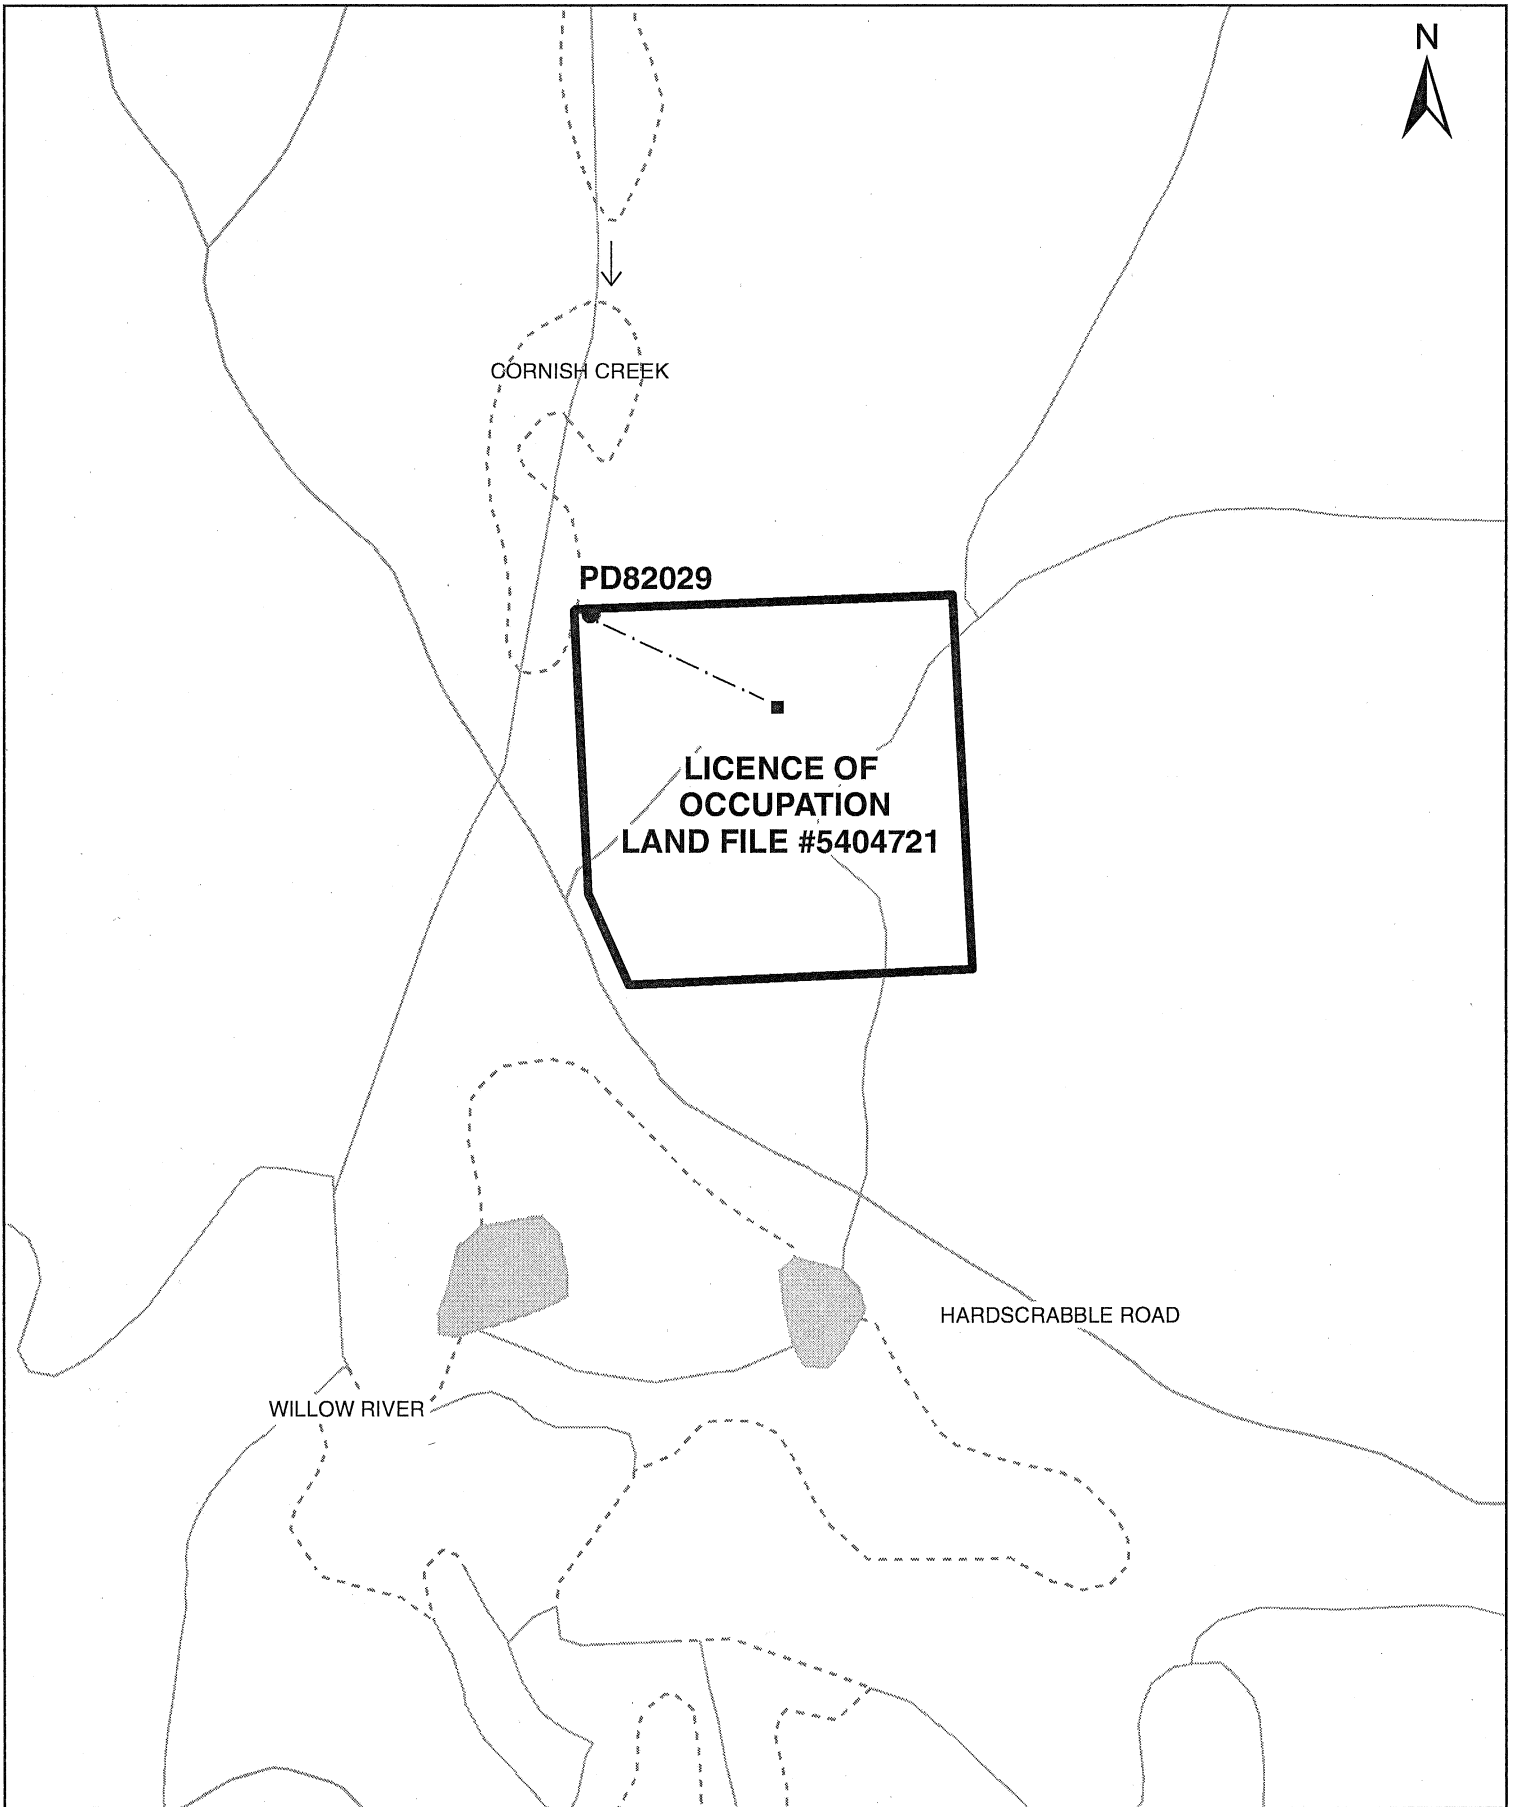 N
CORNISH CREEK
PD82029
LICENCE OF
OCCUPATION
LAND FILE #5404721
HARDSCRABBLE ROAD
WILLOW RIVER